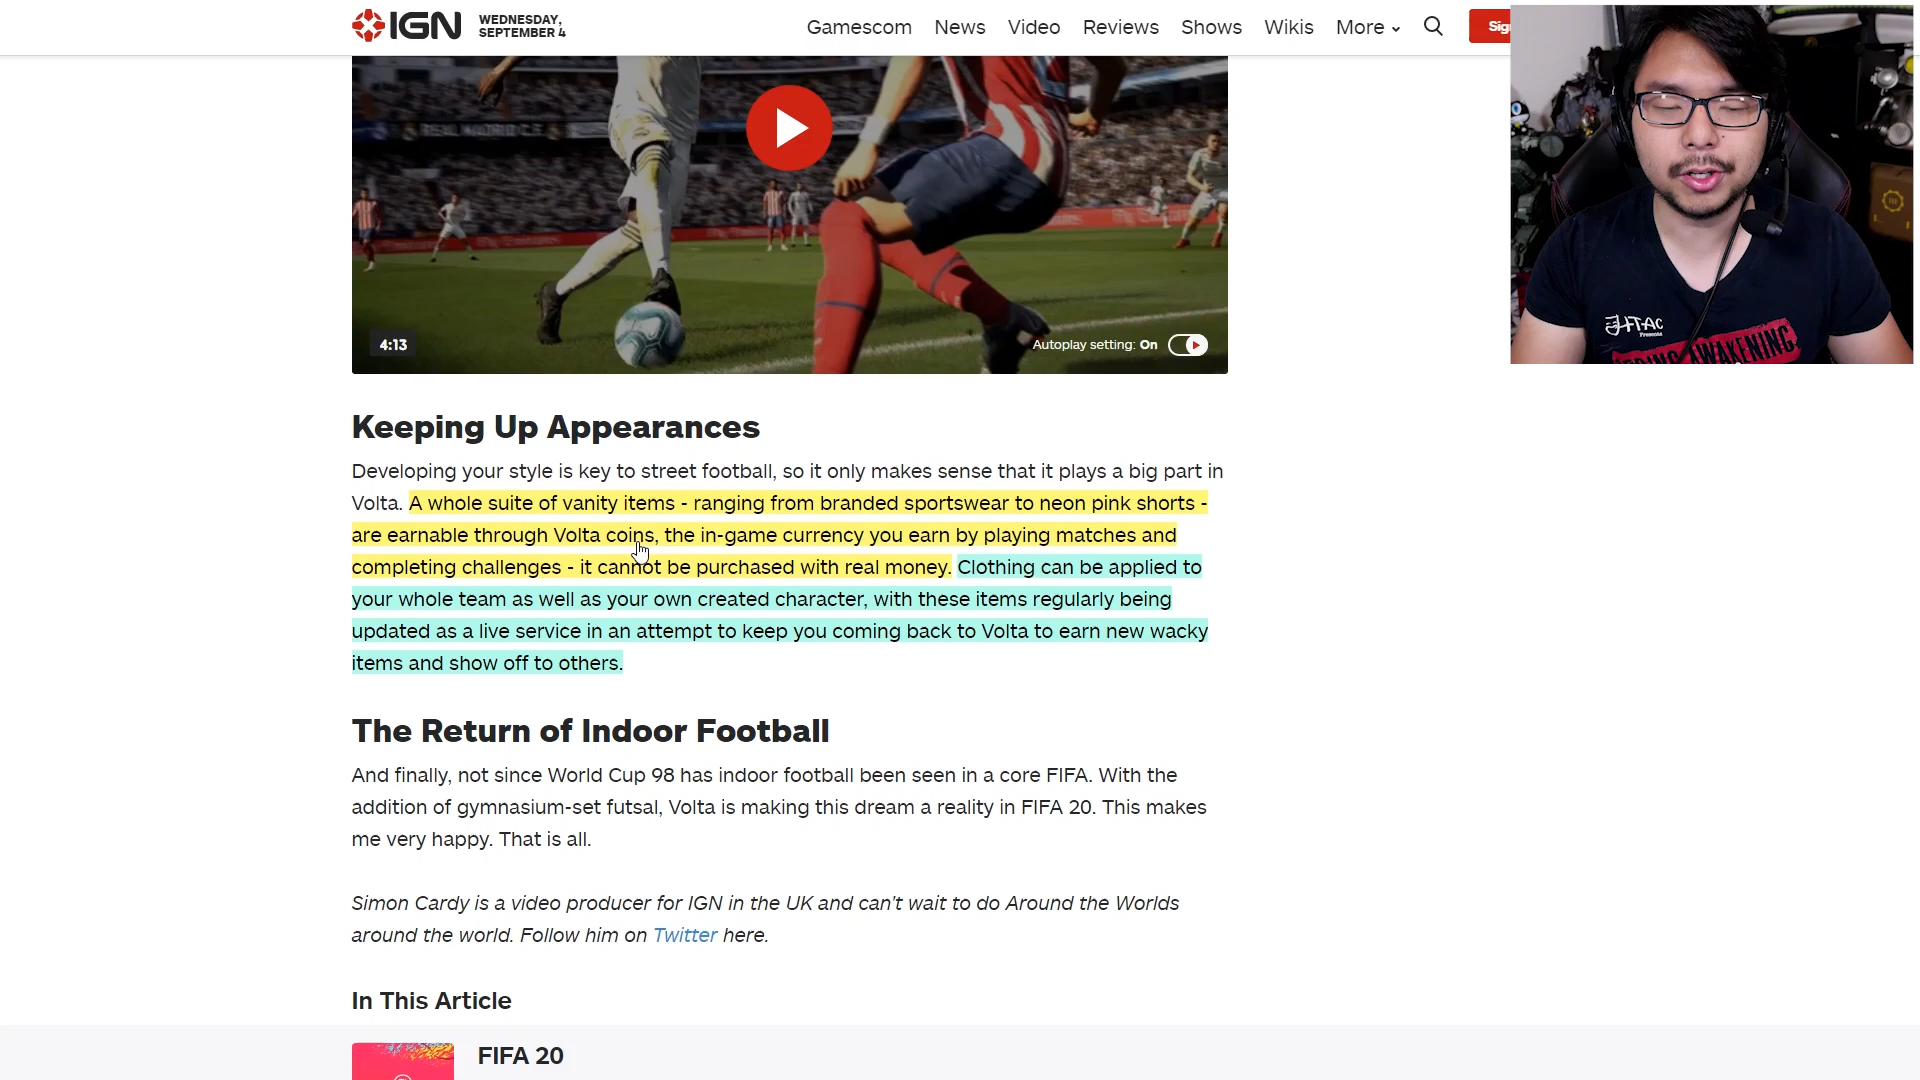 IGN
WEDNESDAY,
SEPTEMBER 4
Gamescom News Video Reviews Shows Wikis More
4:13
Autoplay setting: On
Keeping Up Appearances
Developing your style is key to street football, so it only makes sense that it plays a big part in
Volta. A whole suite of vanity items - ranging from branded sportswear to neon pink shorts -
are earnable through Volta coins, the in-game currency you earn by playing matches and
completing challenges - it cannot be purchased with real money. Clothing can be applied to
your whole team as well as your own created character, with these items regularly being
updated as a live service in an attempt to keep you coming back to Volta to earn new wacky
items and show off to others.
The Return of Indoor Football
And finally, not since World Cup 98 has indoor football been seen in a core FIFA. With the
addition of gymnasium-set futsal, Volta is making this dream a reality in FIFA 20. This makes
me very happy. That is all.
Simon Cardy is a video producer for IGN in the UK and can't wait to do Around the Worlds
around the world. Follow him on Twitter here.
In This Article
FIFA 20